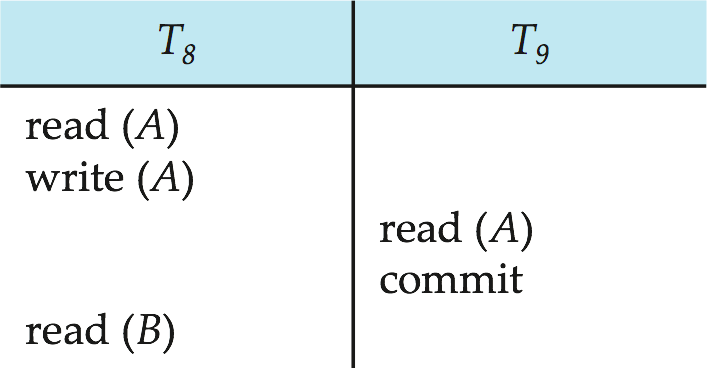 T8 T9
read (A)
write (A)
read (A)
commit
read (B)